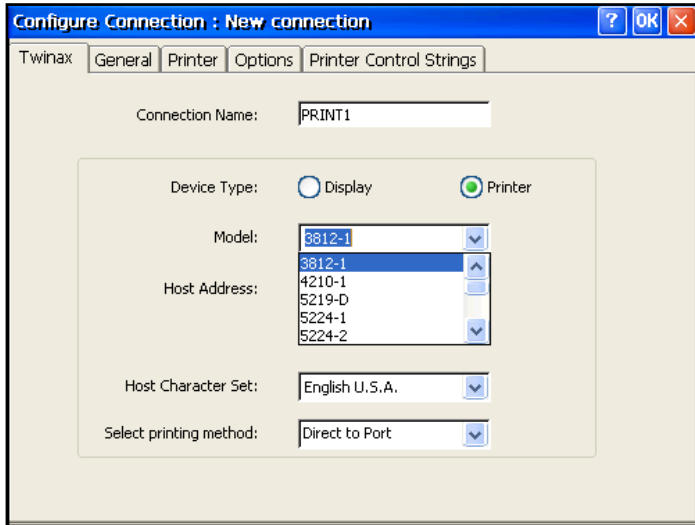 Configure Connection : New connection ? OK X
Twinax General Printer Options Printer Control Strings
Connection Name: PRINT1
Device Type: Display Printer
Model: 3812-1
3812-1
4210-1
Host Address: 5219-D
5224-1
5224-2
Host Character Set: English U.S.A.
Select printing method: Direct to Port